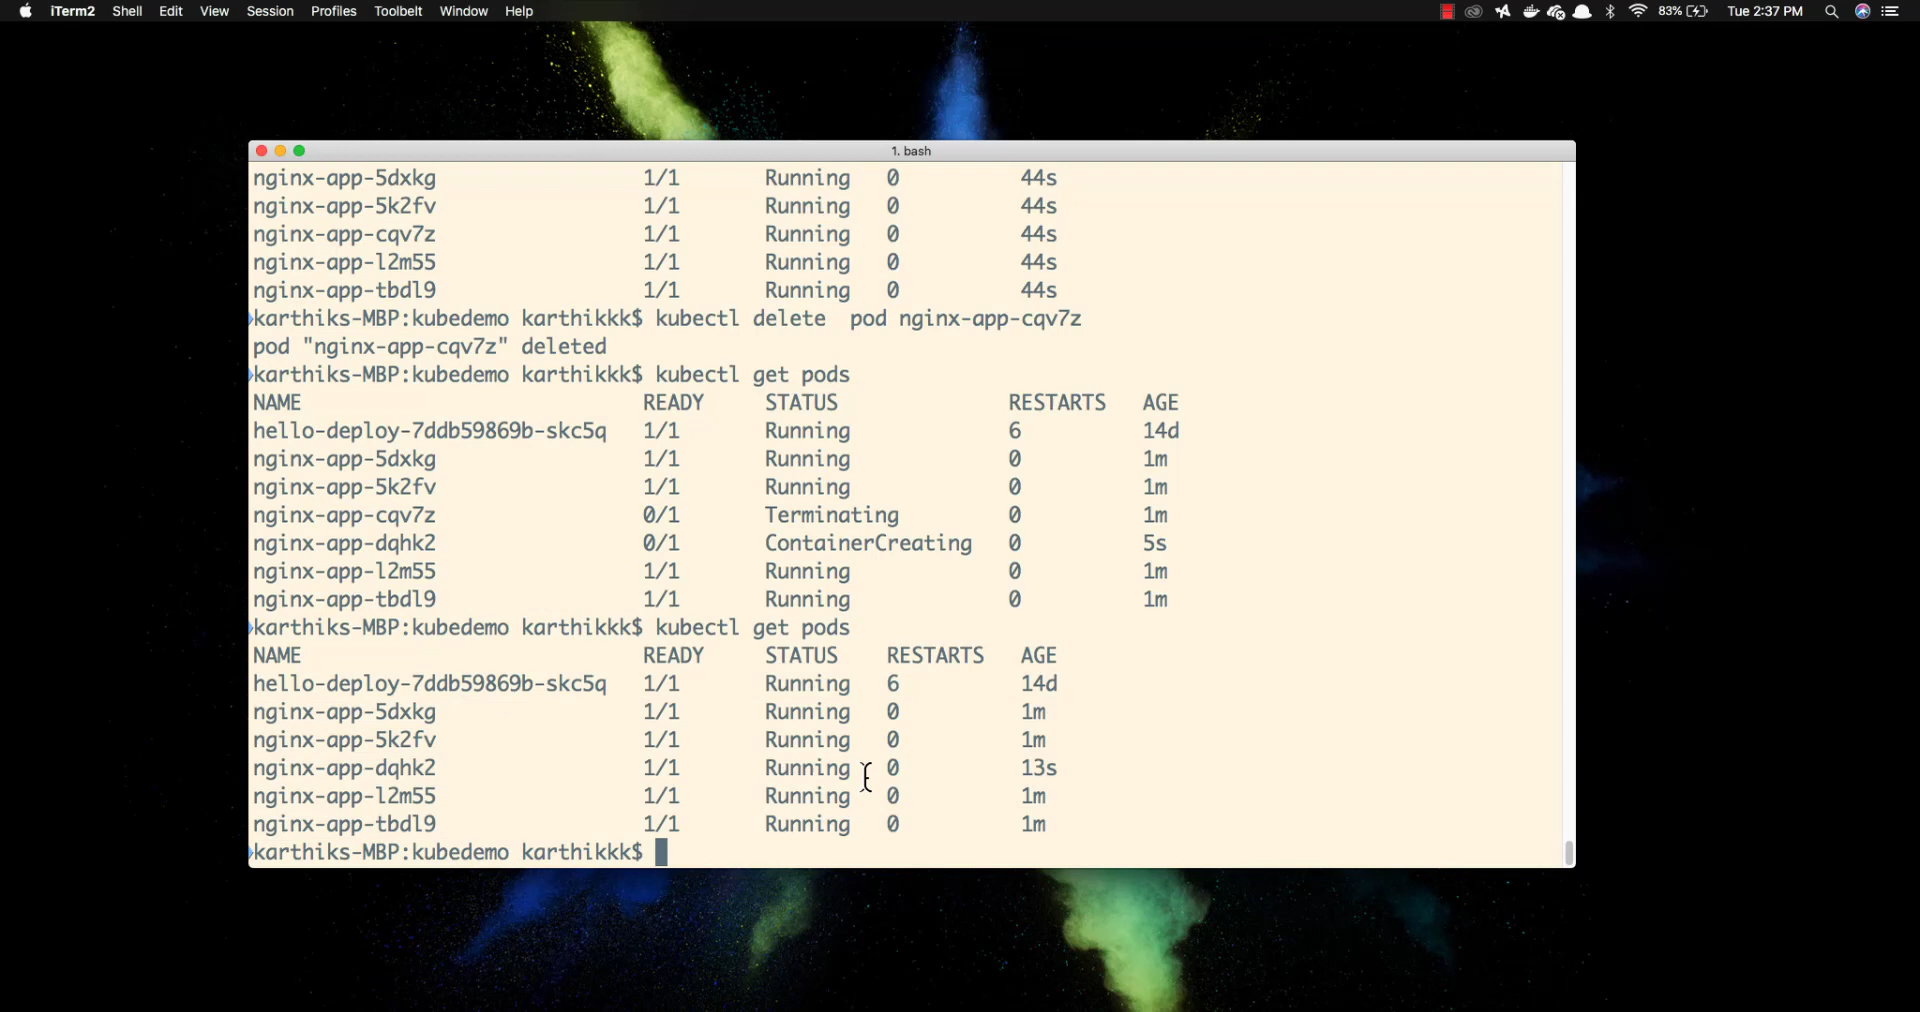 iTerm2 Shell Edit View Session Profiles Toolbelt Window Help 83% Tue 2:37 PM
1. bash
nginx-app-5dxkg 1/1 Running 0 44s
nginx-app-5k2fv 1/1 Running 0 44s
nginx-app-cqv7z 1/1 Running 0 44s
nginx-app-l2m55 1/1 Running 0 44s
nginx-app-tbdl9 1/1 Running 0 44s
karthiks-MBP:kubedemo karthikkk$ kubectl delete  pod nginx-app-cqv7z
pod "nginx-app-cqv7z" deleted
karthiks-MBP:kubedemo karthikkk$ kubectl get pods
NAME READY STATUS RESTARTS AGE
hello-deploy-7ddb59869b-skc5q 1/1 Running 6 14d
nginx-app-5dxkg 1/1 Running 0 1m
nginx-app-5k2fv 1/1 Running 0 1m
nginx-app-cqv7z 0/1 Terminating 0 1m
nginx-app-dqhk2 0/1 ContainerCreating 0 5s
nginx-app-l2m55 1/1 Running 0 1m
nginx-app-tbdl9 1/1 Running 0 1m
karthiks-MBP:kubedemo karthikkk$ kubectl get pods
NAME READY STATUS RESTARTS AGE
hello-deploy-7ddb59869b-skc5q 1/1 Running 6 14d
nginx-app-5dxkg 1/1 Running 0 1m
nginx-app-5k2fv 1/1 Running 0 1m
nginx-app-dqhk2 1/1 Running 0 13s
nginx-app-l2m55 1/1 Running 0 1m
nginx-app-tbdl9 1/1 Running 0 1m
karthiks-MBP:kubedemo karthikkk$